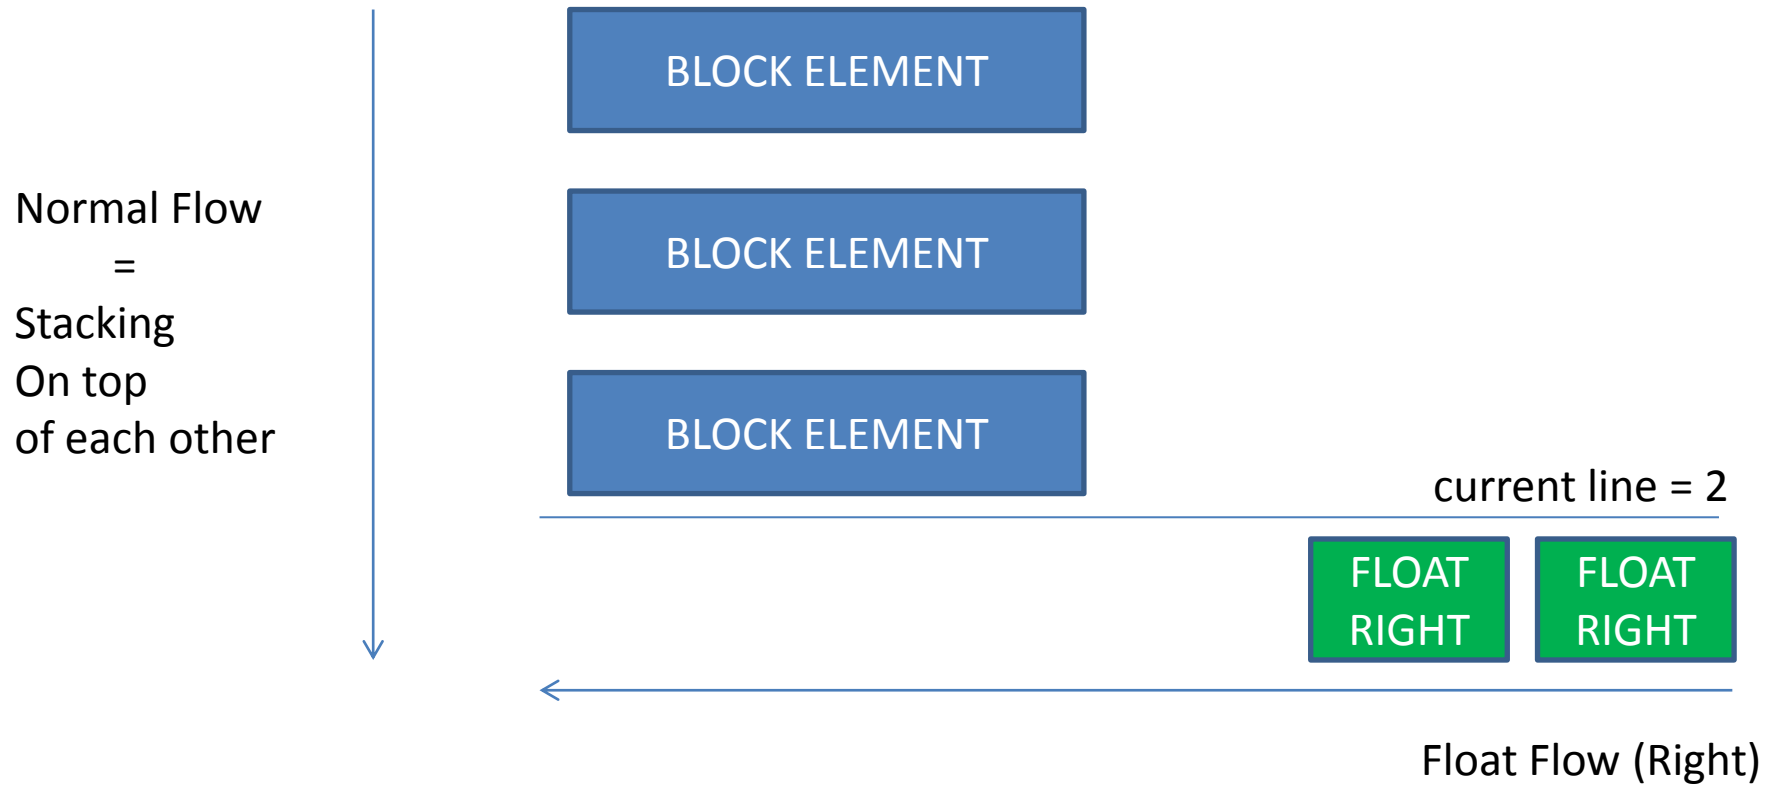 Normal Flow
=
Stacking
On top
of each other
BLOCK ELEMENT
BLOCK ELEMENT
BLOCK ELEMENT
current line = 2
FLOAT
RIGHT
FLOAT
RIGHT
Float Flow (Right)